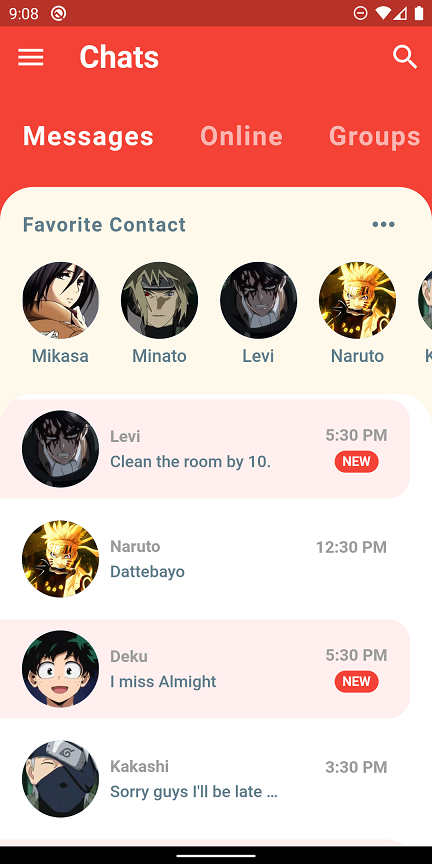 9:08
Chats
Messages Online Groups
Favorite Contact
Mikasa Minato Levi Naruto K
Levi 5:30 PM
Clean the room by 10. NEW
Naruto 12:30 PM
Dattebayo
Deku 5:30 PM
I miss Almight NEW
Kakashi 3:30 PM
Sorry guys I'll be late ...